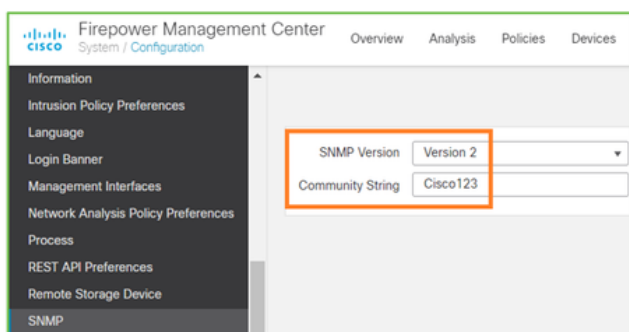 cisco
Firepower Management Center
System / Configuration
Overview
Analysis
Policies
Devices
Information
Intrusion Policy Preferences
Language
Login Banner
Management Interfaces
Network Analysis Policy Preferences
Process
REST API Preferences
Remote Storage Device
SNMP
SNMP Version
Version 2
Community String
Cisco123